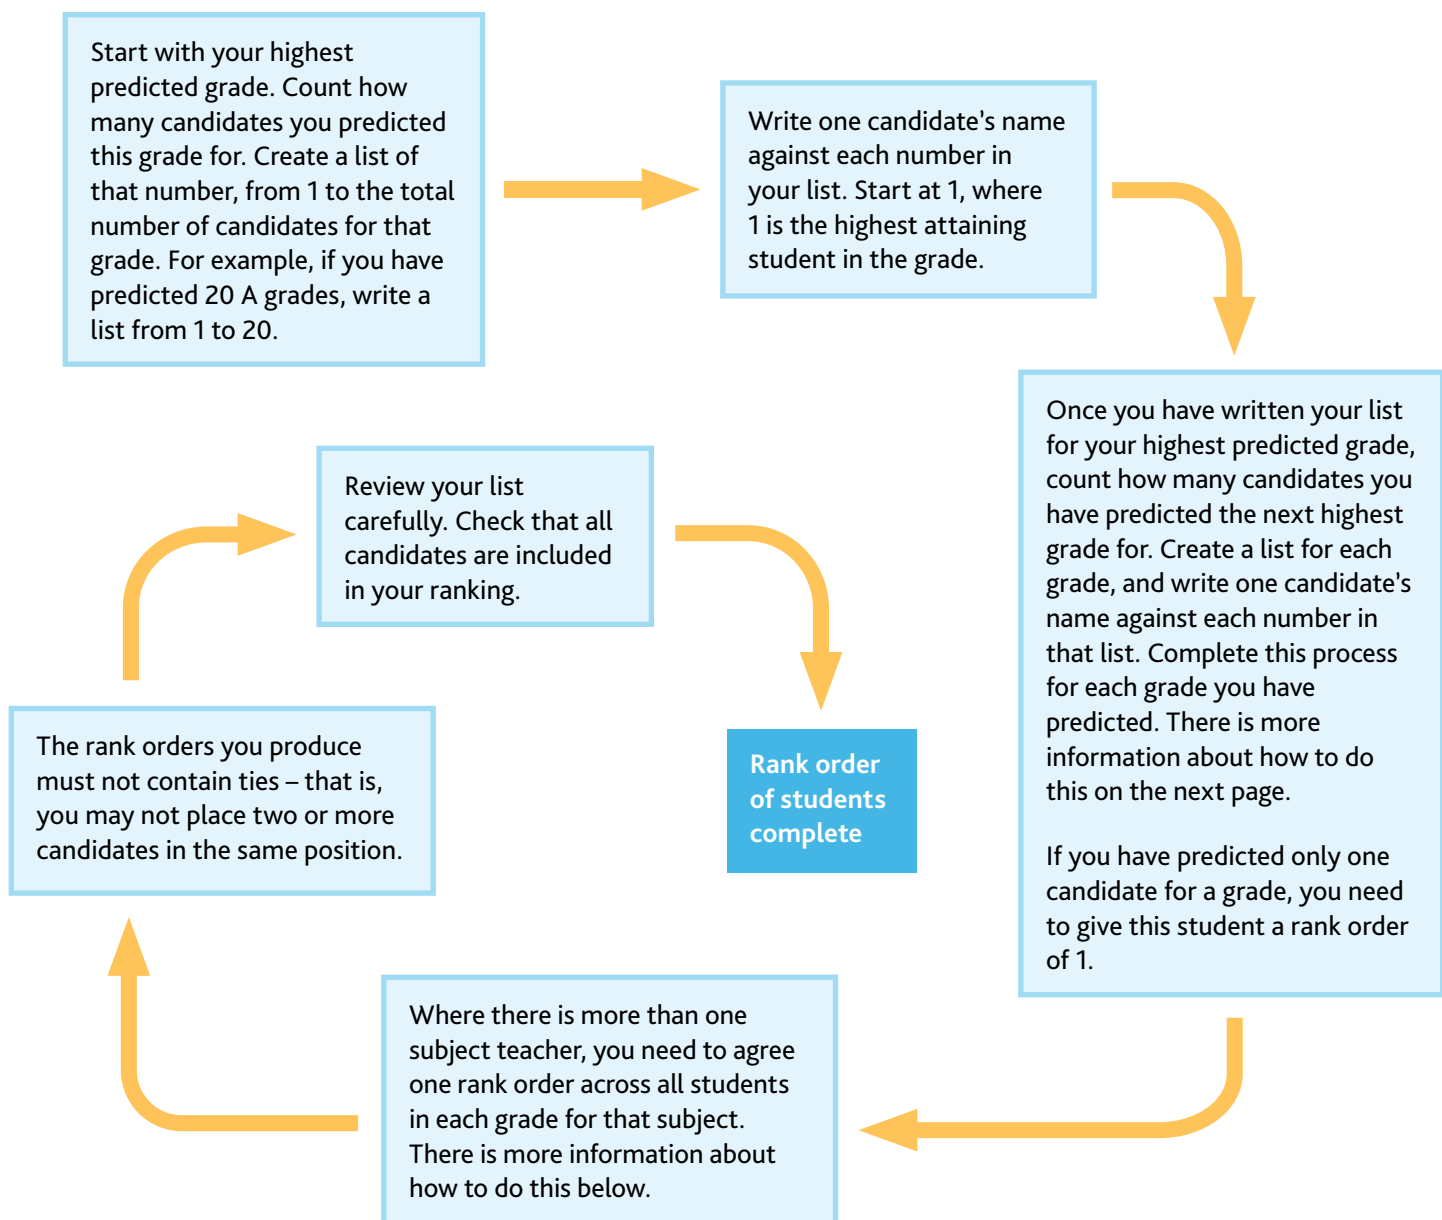 Start with your highest
predicted grade. Count how
many candidates you predicted
this grade for. Create a list of
that number, from 1 to the total
number of candidates for that
grade. For example, if you have
predicted 20 A grades, write a
list from 1 to 20.
Write one candidate’s name
against each number in
your list. Start at 1, where
1 is the highest attaining
student in the grade.
Once you have written your list
for your highest predicted grade,
count how many candidates you
have predicted the next highest
grade for. Create a list for each
grade, and write one candidate’s
name against each number in
that list. Complete this process
for each grade you have
predicted. There is more
information about how to do
this on the next page.
If you have predicted only one
candidate for a grade, you need
to give this student a rank order
of 1.
Where there is more than one
subject teacher, you need to agree
one rank order across all students
in each grade for that subject.
There is more information about
how to do this below.
The rank orders you produce
must not contain ties – that is,
you may not place two or more
candidates in the same position.
Review your list
carefully. Check that all
candidates are included
in your ranking.
Rank order
of students
complete